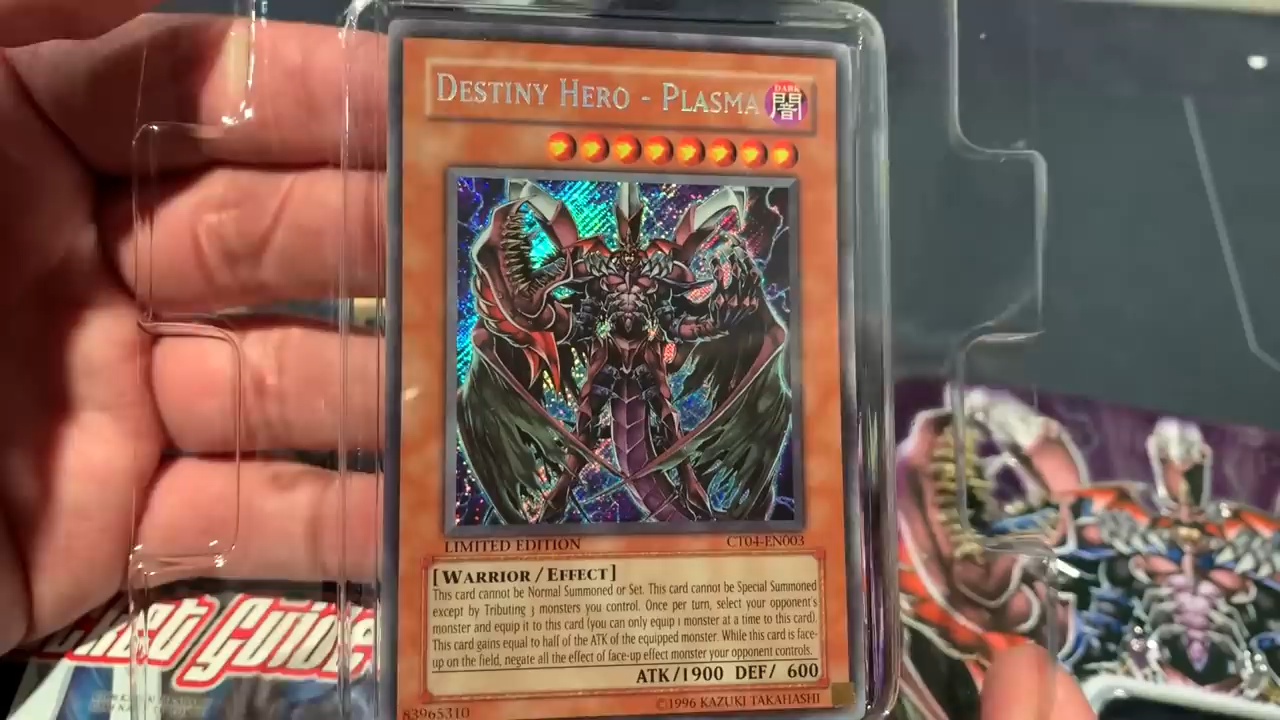 DESTINY HERO - PLASMA
DARK
闇
LIMITED EDITION
CT04-EN003
[WARRIOR/EFFECT]
This card cannot be Normal Summoned or Set. This card cannot be Special Summoned
except by Tributing 3 monsters you control. Once per turn, select your opponent's
monster and equip it to this card (you can only equip 1 monster at a time to this card).
This card gains equal to half of the ATK of the equipped monster. While this card is face-
up on the field, negate all the effect of face-up effect monster your opponent controls.
ATK/1900 DEF/ 600
83965310
©1996 KAZUKI TAKAHASHI
Guide